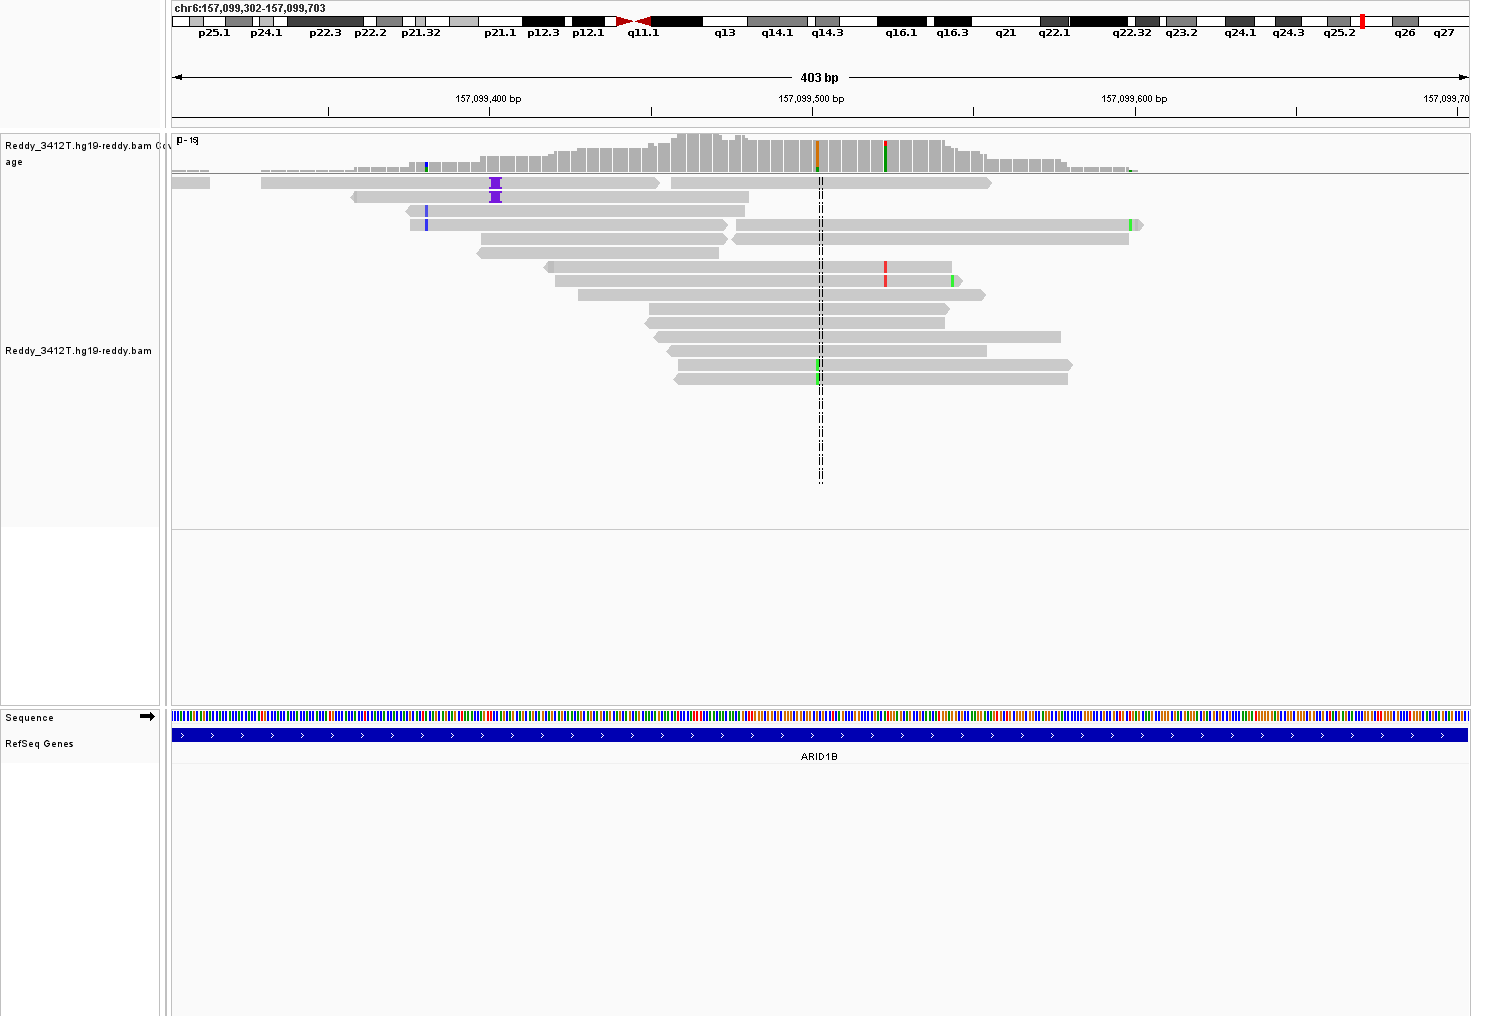 chr6:157,099,302-157,099,703
p25.1 p24.1 p22.3 p22.2 p21.32 p21.1 p12.3 p12.1 q11.1 q13 q14.1 q14.3 q16.1 q16.3 q21 q22.1 q22.32 q23.2 q24.1 q24.3 q25.2 q26 q27
403 bp
157,099,400 bp 157,099,500 bp 157,099,600 bp 157,099,70
[0 - 19]
Reddy_3412T.hg19-reddy.bam Cov
age
Reddy_3412T.hg19-reddy.bam
Sequence
RefSeq Genes
ARID1B